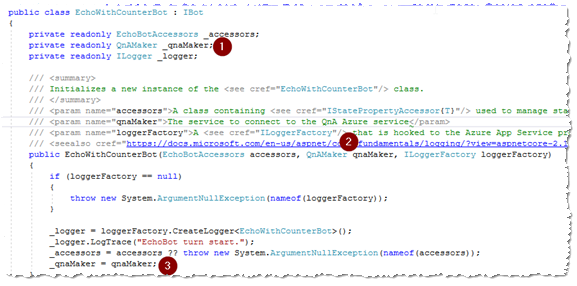 public class EchoWithCounterBot : IBot
{
private readonly EchoBotAccessors _accessors;
private readonly QnAMaker _qnaMaker; 1
private readonly ILogger _logger;
/// <summary>
/// Initializes a new instance of the <see cref="EchoWithCounterBot"/> class.
/// </summary>
/// <param name="accessors">A class containing <see cref="IStatePropertyAccessor{T}"/> used to manage sta
/// <param name="qnaMaker">The service to connect to the QnA Azure service</param>
/// <param name="loggerFactory">A <see cref="ILoggerFactory"/> that is hooked to the Azure App Service pr
/// <seealso cref="https://docs.microsoft.com/en-us/aspnet/ fundamentals/logging/?view=aspnetcore-2.
2
public EchoWithCounterBot(EchoBotAccessors accessors, QnAMaker qnaMaker, ILoggerFactory loggerFactory)
{
if (loggerFactory == null)
{
throw new System.ArgumentNullException(nameof(loggerFactory));
}
_logger = loggerFactory.CreateLogger<EchoWithCounterBot>();
_logger.LogTrace("EchoBot turn start.");
_accessors = accessors ?? throw new System.ArgumentNullException(nameof(accessors));
_qnaMaker = qnaMaker; 3